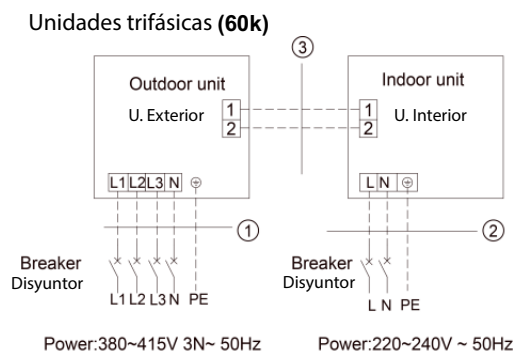 Unidades trifásicas (60k)
3
Outdoor unit
U. Exterior
1
2
Indoor unit
U. Interior
1
2
L1 L2 L3 N ⏚
L N ⏚
1
2
Breaker
Disyuntor
L1 L2 L3 N PE
Breaker
Disyuntor
L N PE
Power:380~415V 3N~ 50Hz
Power:220~240V ~ 50Hz